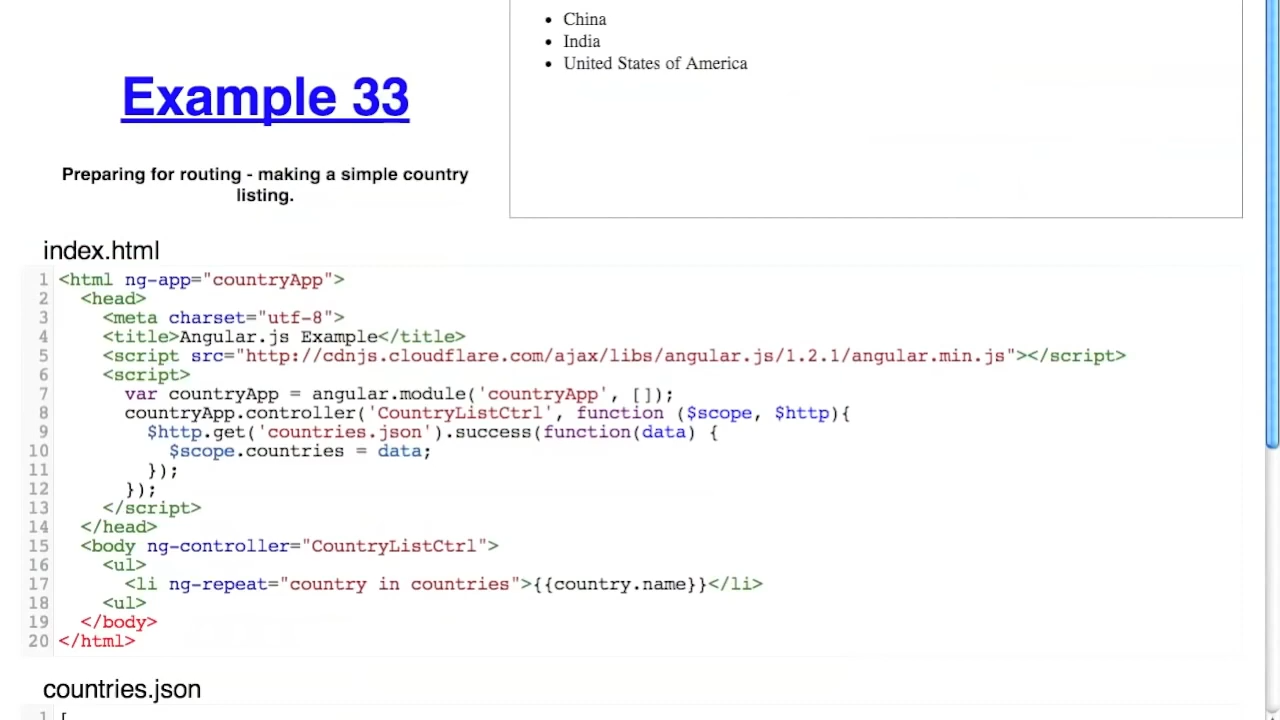 China
India
United States of America
Example 33
Preparing for routing - making a simple country
listing.
index.html
1 <html ng-app="countryApp">
2   <head>
3     <meta charset="utf-8">
4     <title>Angular.js Example</title>
5     <script src="http://cdnjs.cloudflare.com/ajax/libs/angular.js/1.2.1/angular.min.js"></script>
6     <script>
7       var countryApp = angular.module('countryApp', []);
8       countryApp.controller('CountryListCtrl', function ($scope, $http){
9         $http.get('countries.json').success(function(data) {
10           $scope.countries = data;
11         });
12       });
13     </script>
14   </head>
15   <body ng-controller="CountryListCtrl">
16     <ul>
17       <li ng-repeat="country in countries">{{country.name}}</li>
18     <ul>
19   </body>
20 </html>
countries.json
1 [